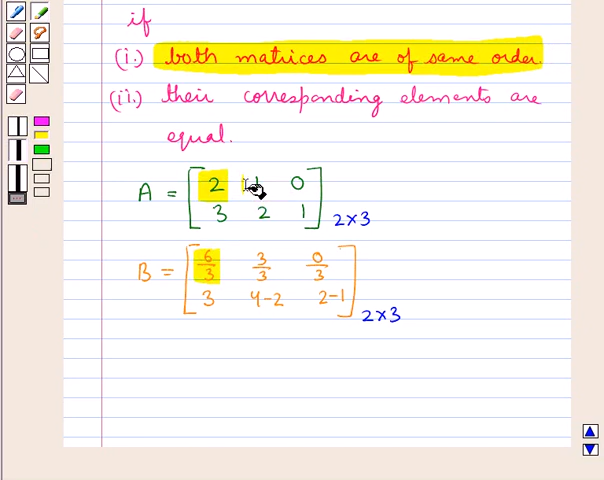 if
(i.) both matrices are of same order.
(ii.) their corresponding elements are
equal.
A = [ 2 1 0
3 2 1 ] 2×3
B = [ 6/3 3/3 0/3
3 4-2 2-1 ] 2×3